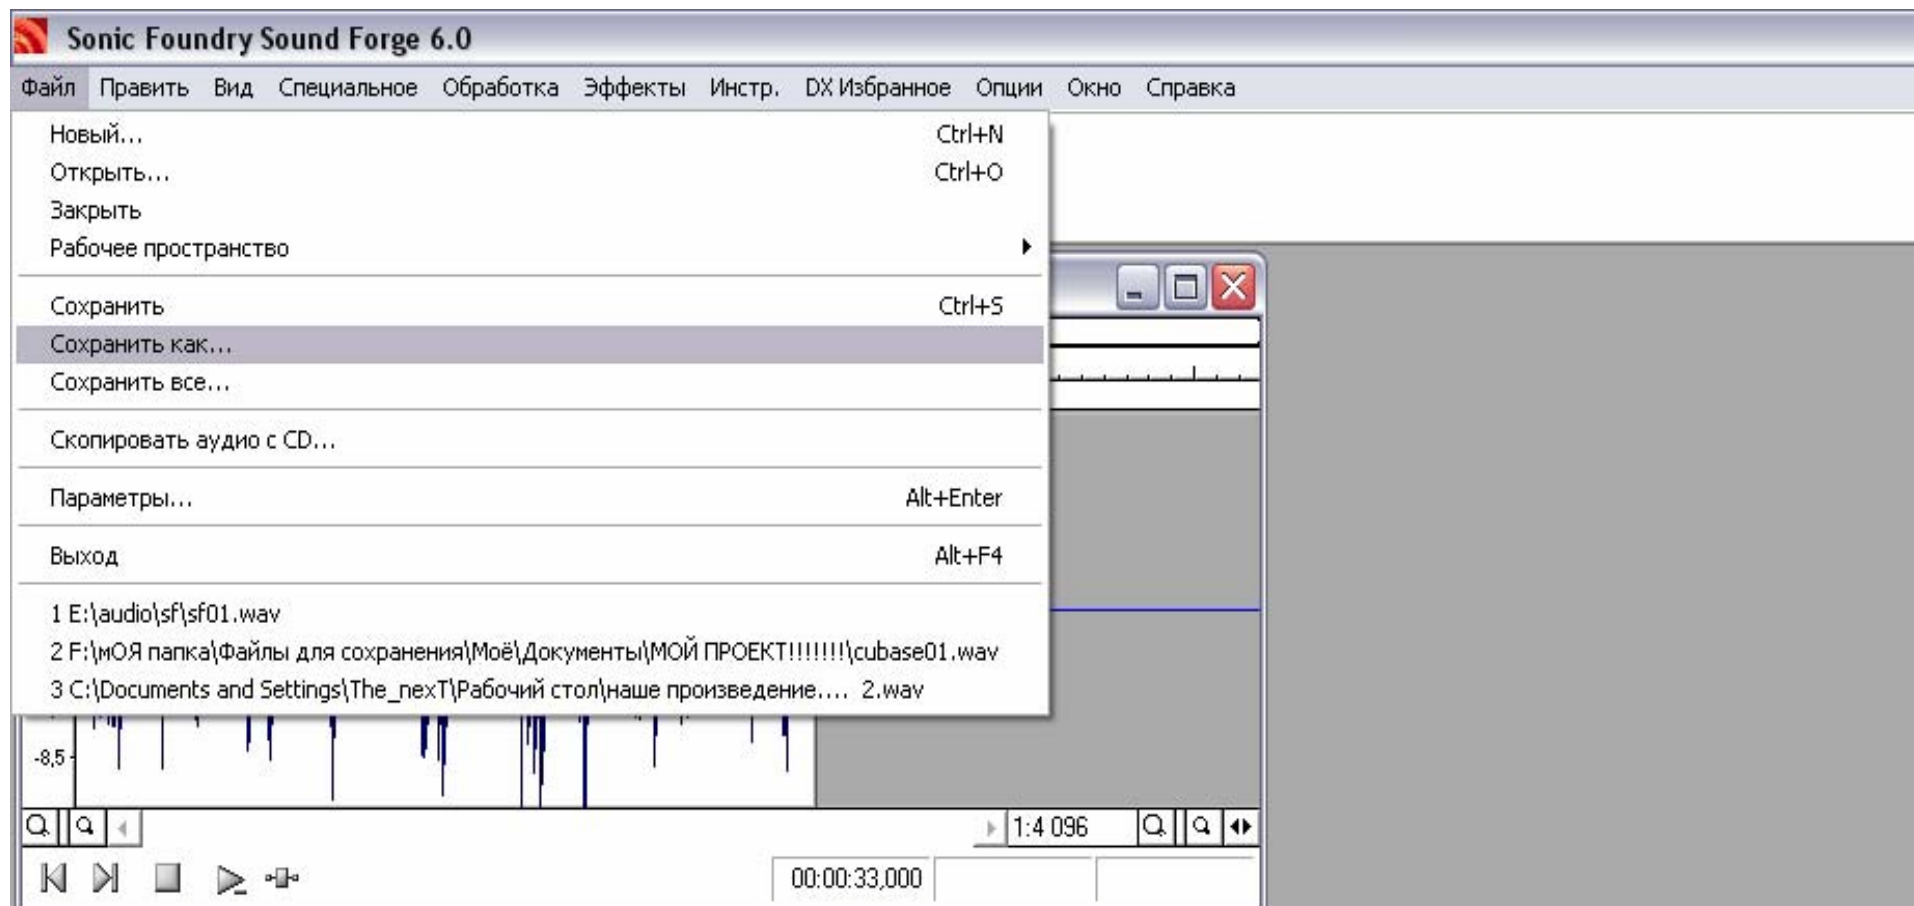 Sonic Foundry Sound Forge 6.0
Файл Править Вид Специальное Обработка Эффекты Инстр. DX Избранное Опции Окно Справка
Новый... Ctrl+N
Открыть... Ctrl+O
Закрыть
Рабочее пространство
Сохранить Ctrl+S
Сохранить как...
Сохранить все...
Скопировать аудио с CD...
Параметры... Alt+Enter
Выход Alt+F4
1 E:\audio\sf\sf01.wav
2 F:\мОЯ папка\Файлы для сохранения\Моё\Документы\МОЙ ПРОЕКТ!!!!!!!\cubase01.wav
3 C:\Documents and Settings\The_nexT\Рабочий стол\наше произведение.... 2.wav
-8,5
1:4 096
00:00:33,000